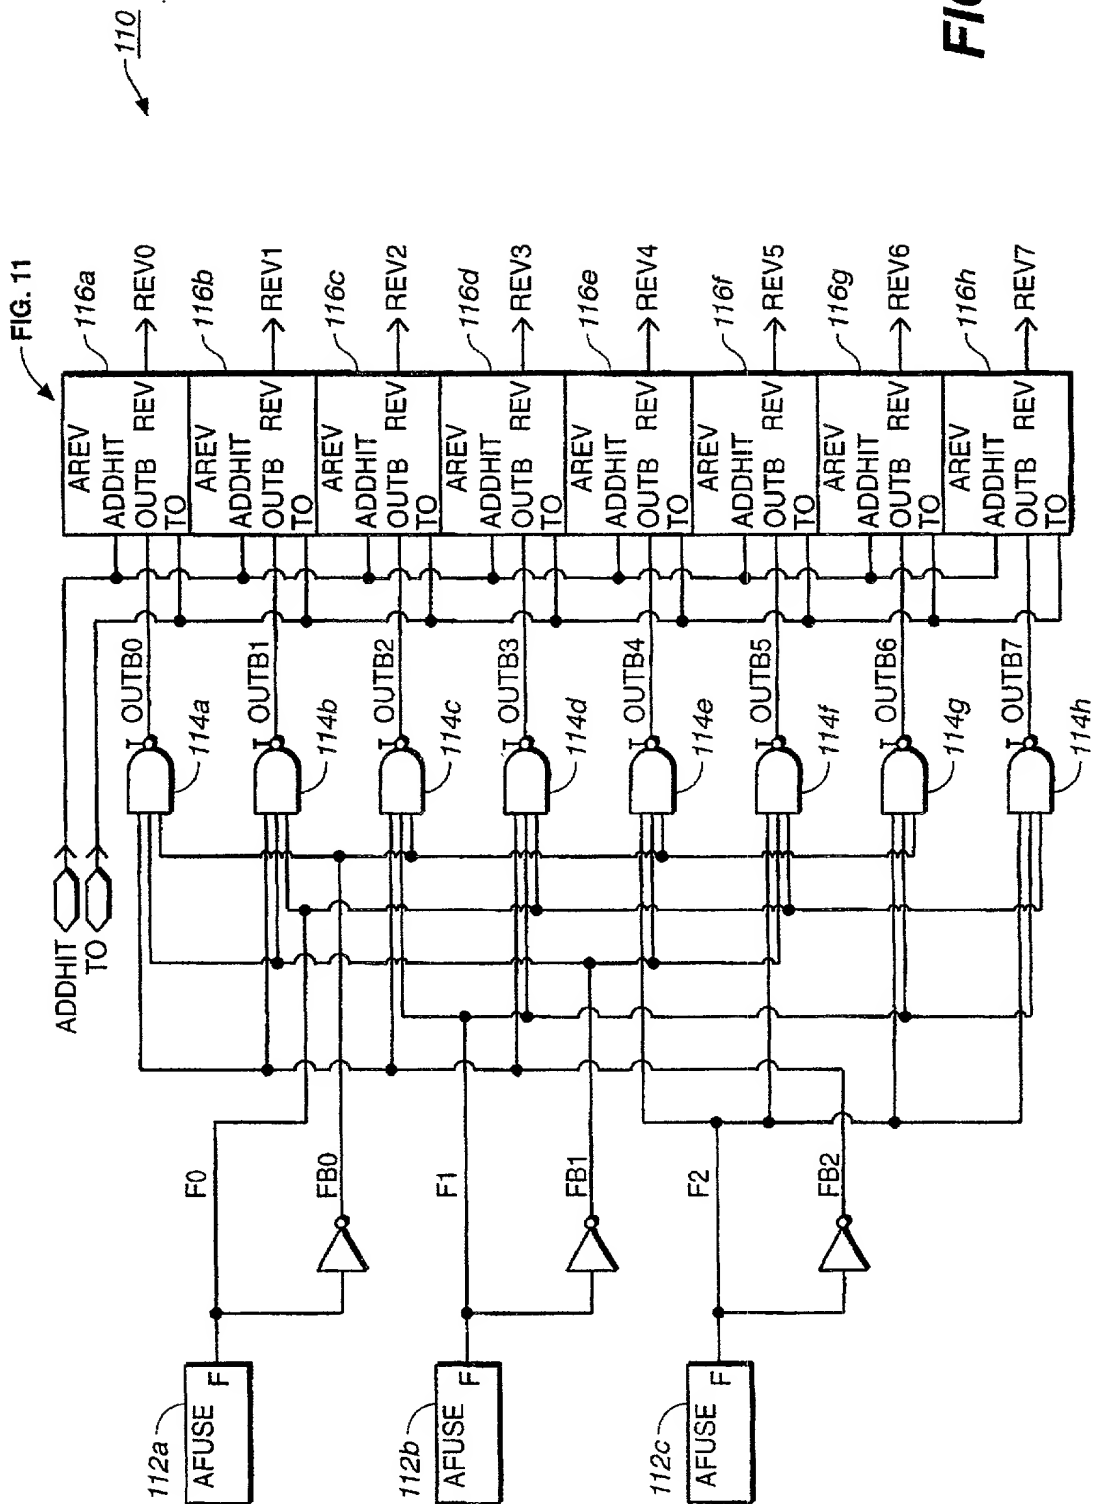 110
FIG
FIG. 11
116a
AREV
ADDHIT
OUTB REV
TO
REV0
116b
AREV
ADDHIT
OUTB REV
TO
REV1
116c
AREV
ADDHIT
OUTB REV
TO
REV2
116d
AREV
ADDHIT
OUTB REV
TO
REV3
116e
AREV
ADDHIT
OUTB REV
TO
REV4
116f
AREV
ADDHIT
OUTB REV
TO
REV5
116g
AREV
ADDHIT
OUTB REV
TO
REV6
116h
AREV
ADDHIT
OUTB REV
TO
REV7
ADDHIT
TO
OUTB0
I
114a
OUTB1
I
114b
OUTB2
I
114c
OUTB3
I
114d
OUTB4
I
114e
OUTB5
I
114f
OUTB6
I
114g
OUTB7
I
114h
F0
FB0
F1
FB1
F2
FB2
112a
AFUSE F
112b
AFUSE F
112c
AFUSE F